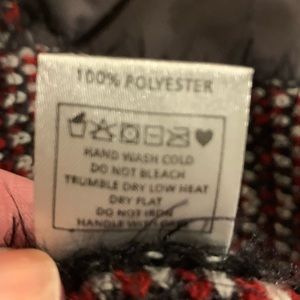 100% POLYESTER
HAND WASH COLD
DO NOT BLEACH
TRUMBLE DRY LOW HEAT
DRY FLAT
DO NOT IRON
HANDLE WITH CARE